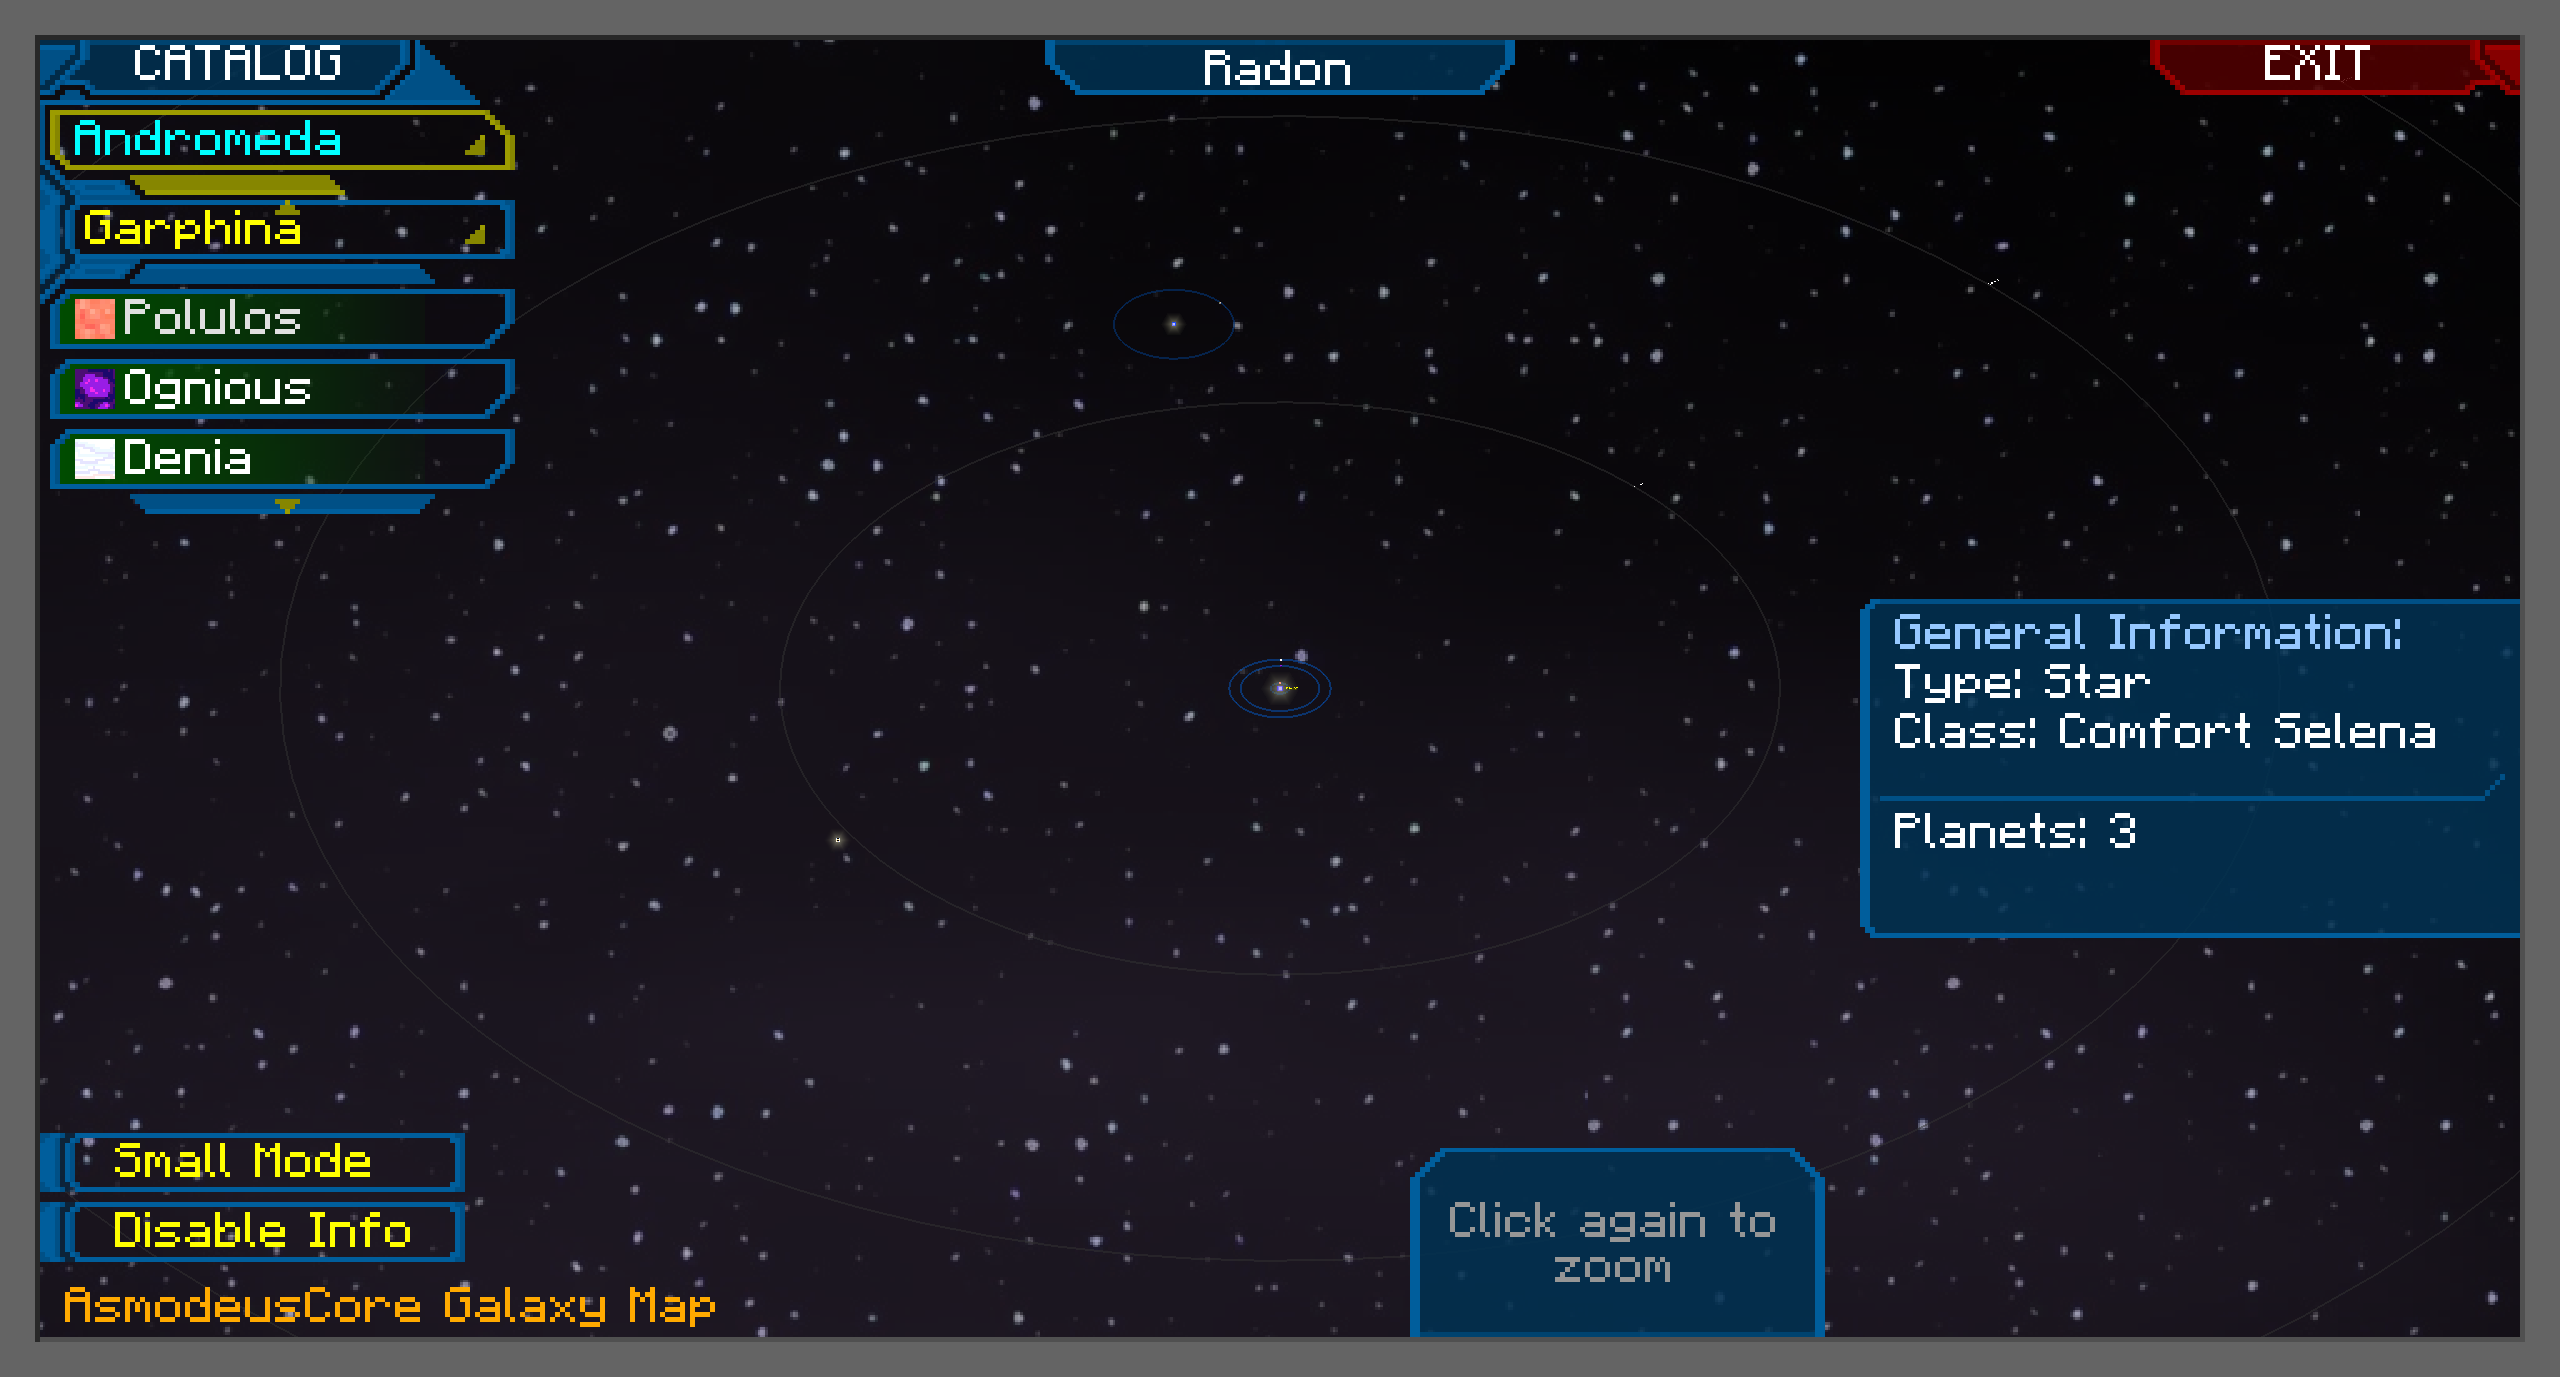 CATALOG
Radon
EXIT
Andromeda
Garphina
Polulos
Ognious
Denia
General Information:
Type: Star
Class: Comfort Selena
Planets: 3
Small Mode
Disable Info
Click again to
zoom
AsmodeusCore Galaxy Map